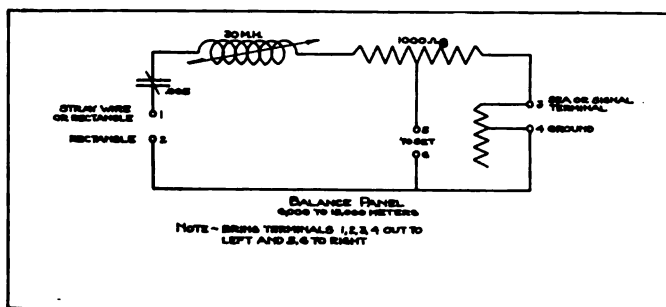 30 M.H.
1000Ω
.005
STRAY WIRE
OR RECTANGLE
1
RECTANGLE
2
5
TO SET
6
3
SEA OR SIGNAL
TERMINAL
4 GROUND
BALANCE PANEL
6,000 TO 18,000 METERS
NOTE ~ BRING TERMINALS 1,2,3,4 OUT TO
LEFT AND 5,6 TO RIGHT